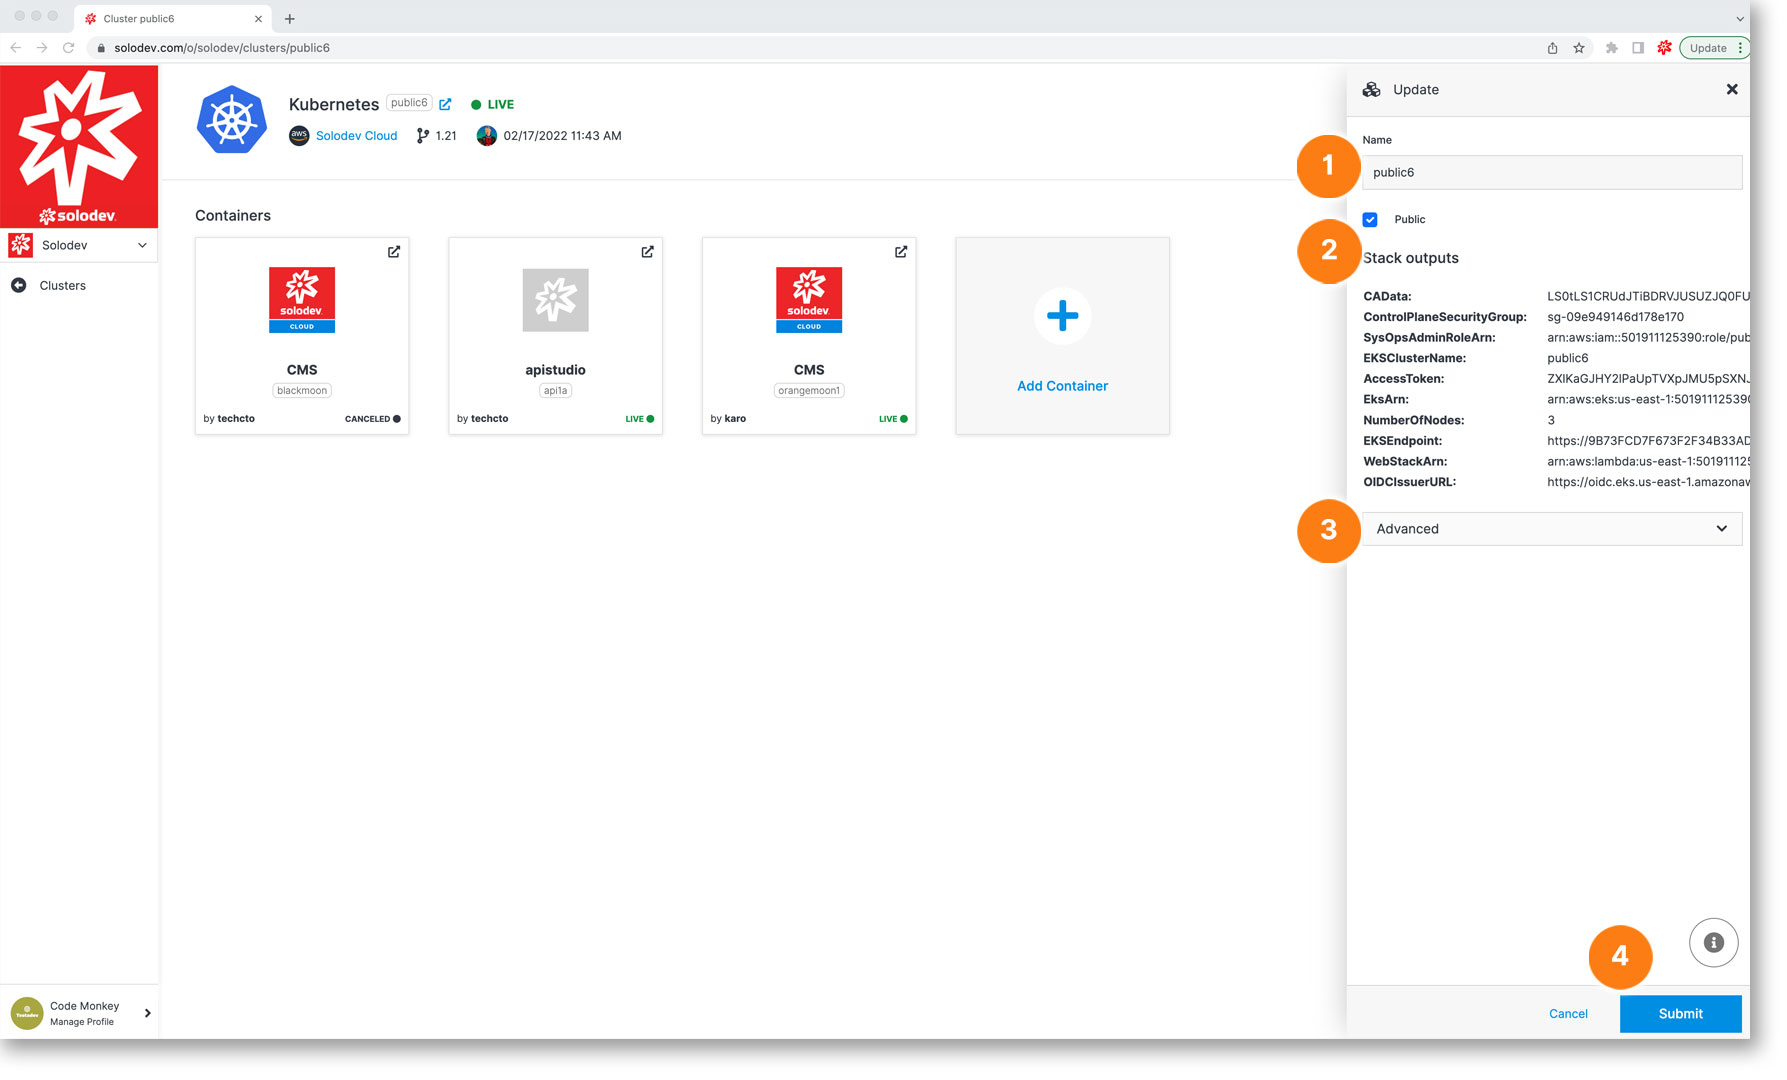 Cluster public6
solodev.com/o/solodev/clusters/public6
Update
solodev
Solodev
Clusters
Code Monkey
Manage Profile
Kubernetes public6 LIVE
aws Solodev Cloud 1.21 02/17/2022 11:43 AM
Containers
solodev
CLOUD
CMS
blackmoon
by techcto CANCELED
apistudio
api1a
by techcto LIVE
solodev
CLOUD
CMS
orangemoon1
by karo LIVE
Add Container
Update
Name
1
public6
Public
2
Stack outputs
CAData: LS0tLS1CRUdJTiBDRVJUSUZJQ0FU
ControlPlaneSecurityGroup: sg-09e949146d178e170
SysOpsAdminRoleArn: arn:aws:iam::501911125390:role/pub
EKSClusterName: public6
AccessToken: ZXlKaGJHY2lPaUpTVXpJMU5pSXNJ
EksArn: arn:aws:eks:us-east-1:501911125390
NumberOfNodes: 3
EKSEndpoint: https://9B73FCD7F673F2F34B33AD
WebStackArn: arn:aws:lambda:us-east-1:501911125
OIDCIssuerURL: https://oidc.eks.us-east-1.amazonaw
3
Advanced
4
Cancel
Submit